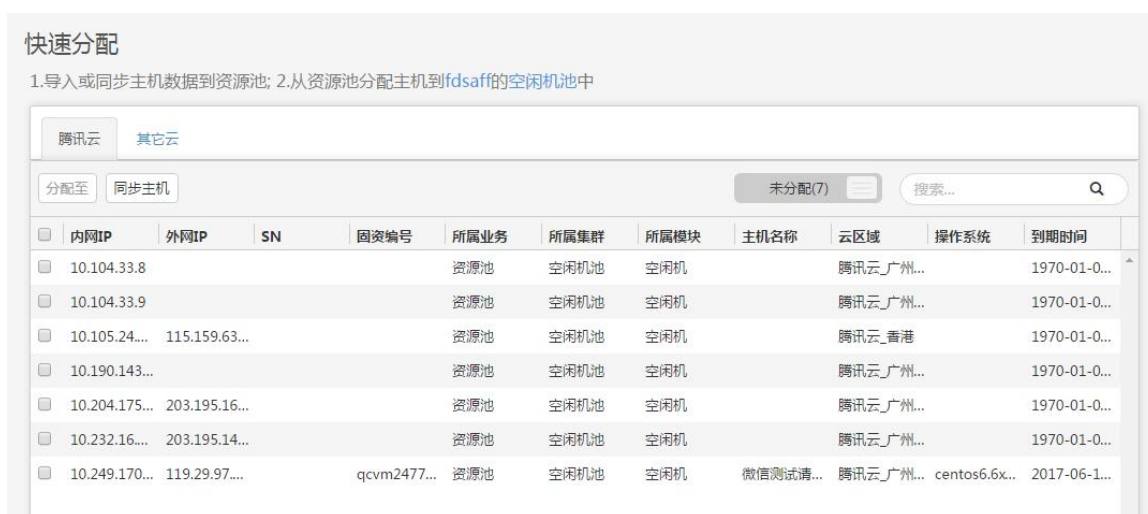 快速分配
1.导入或同步主机数据到资源池; 2.从资源池分配主机到fdsaff的空闲机池中
腾讯云 其它云
分配至 同步主机 未分配(7) 搜索...
内网IP 外网IP SN 固资编号 所属业务 所属集群 所属模块 主机名称 云区域 操作系统 到期时间
10.104.33.8 资源池 空闲机池 空闲机 腾讯云_广州... 1970-01-0...
10.104.33.9 资源池 空闲机池 空闲机 腾讯云_广州... 1970-01-0...
10.105.24.... 115.159.63... 资源池 空闲机池 空闲机 腾讯云_香港 1970-01-0...
10.190.143... 资源池 空闲机池 空闲机 腾讯云_广州... 1970-01-0...
10.204.175... 203.195.16... 资源池 空闲机池 空闲机 腾讯云_广州... 1970-01-0...
10.232.16.... 203.195.14... 资源池 空闲机池 空闲机 腾讯云_广州... 1970-01-0...
10.249.170... 119.29.97.... qcvm2477... 资源池 空闲机池 空闲机 微信测试请... 腾讯云_广州... centos6.6x... 2017-06-1...